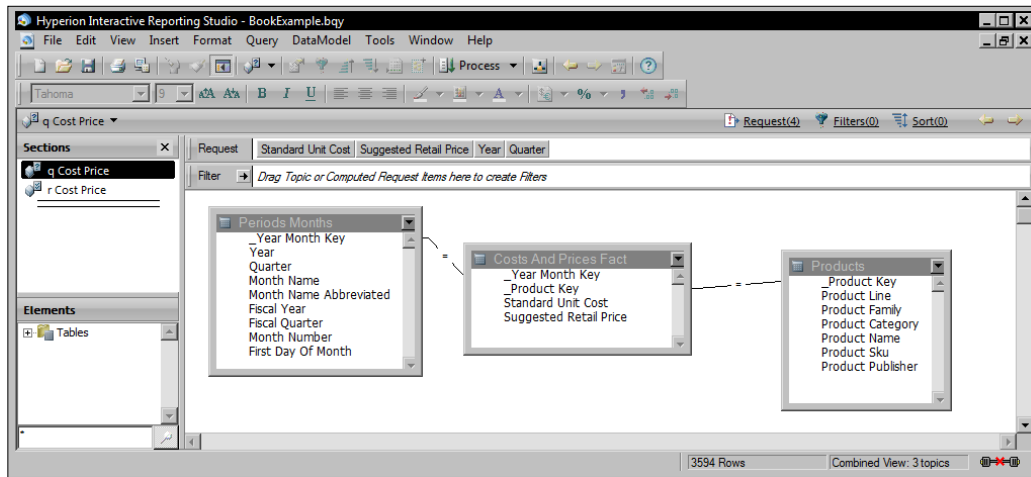 Hyperion Interactive Reporting Studio - BookExample.bqy
File Edit View Insert Format Query DataModel Tools Window Help
Process
Tahoma 9 B I U A %
q Cost Price Request(4) Filters(0) Sort(0)
Sections X
q Cost Price
r Cost Price
Request Standard Unit Cost Suggested Retail Price Year Quarter
Filter Drag Topic or Computed Request Items here to create Filters
Periods Months
_Year Month Key
Year
Quarter
Month Name
Month Name Abbreviated
Fiscal Year
Fiscal Quarter
Month Number
First Day Of Month
=
Costs And Prices Fact
_Year Month Key
_Product Key
Standard Unit Cost
Suggested Retail Price
=
Products
_Product Key
Product Line
Product Family
Product Category
Product Name
Product Sku
Product Publisher
Elements
Tables
*
3594 Rows Combined View: 3 topics